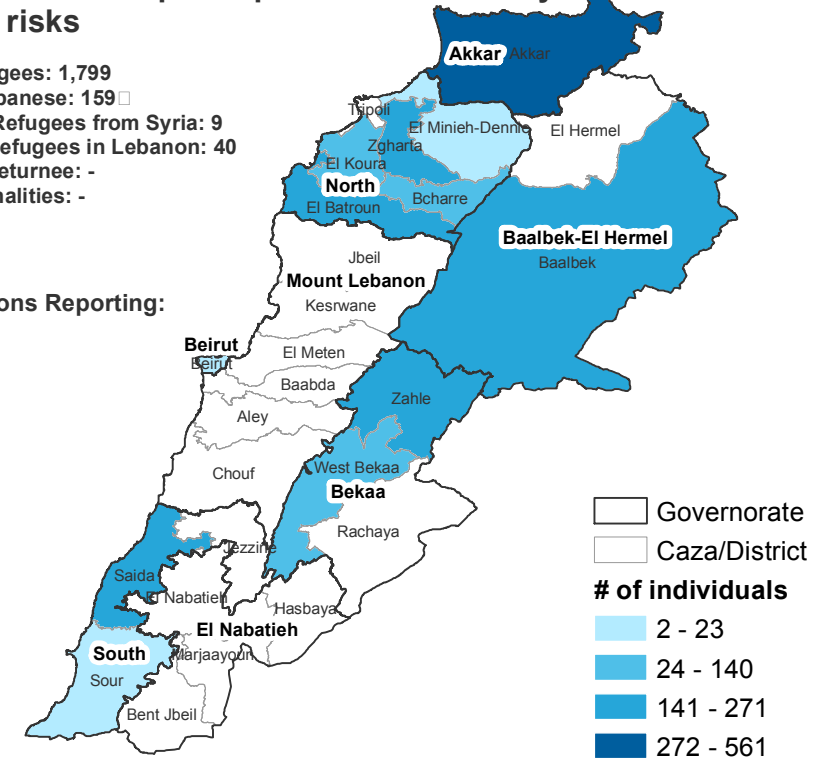 risks
gees: 1,799
banese: 159
Refugees from Syria: 9
efugees in Lebanon: 40
eturnee: -
nalities: -
ons Reporting:
Akkar
Akkar
Tripoli
El Minieh-Dennie
El Hermel
Zgharta
El Koura
North
Bcharre
El Batroun
Baalbek-El Hermel
Baalbek
Jbeil
Mount Lebanon
Kesrwane
Beirut
Beirut
El Meten
Baabda
Zahle
Aley
Chouf
West Bekaa
Bekaa
Rachaya
Jezzine
Saida
El Nabatieh
Hasbaya
El Nabatieh
South
Marjaayoun
Sour
Bent Jbeil
Governorate
Caza/District
# of individuals
2 - 23
24 - 140
141 - 271
272 - 561